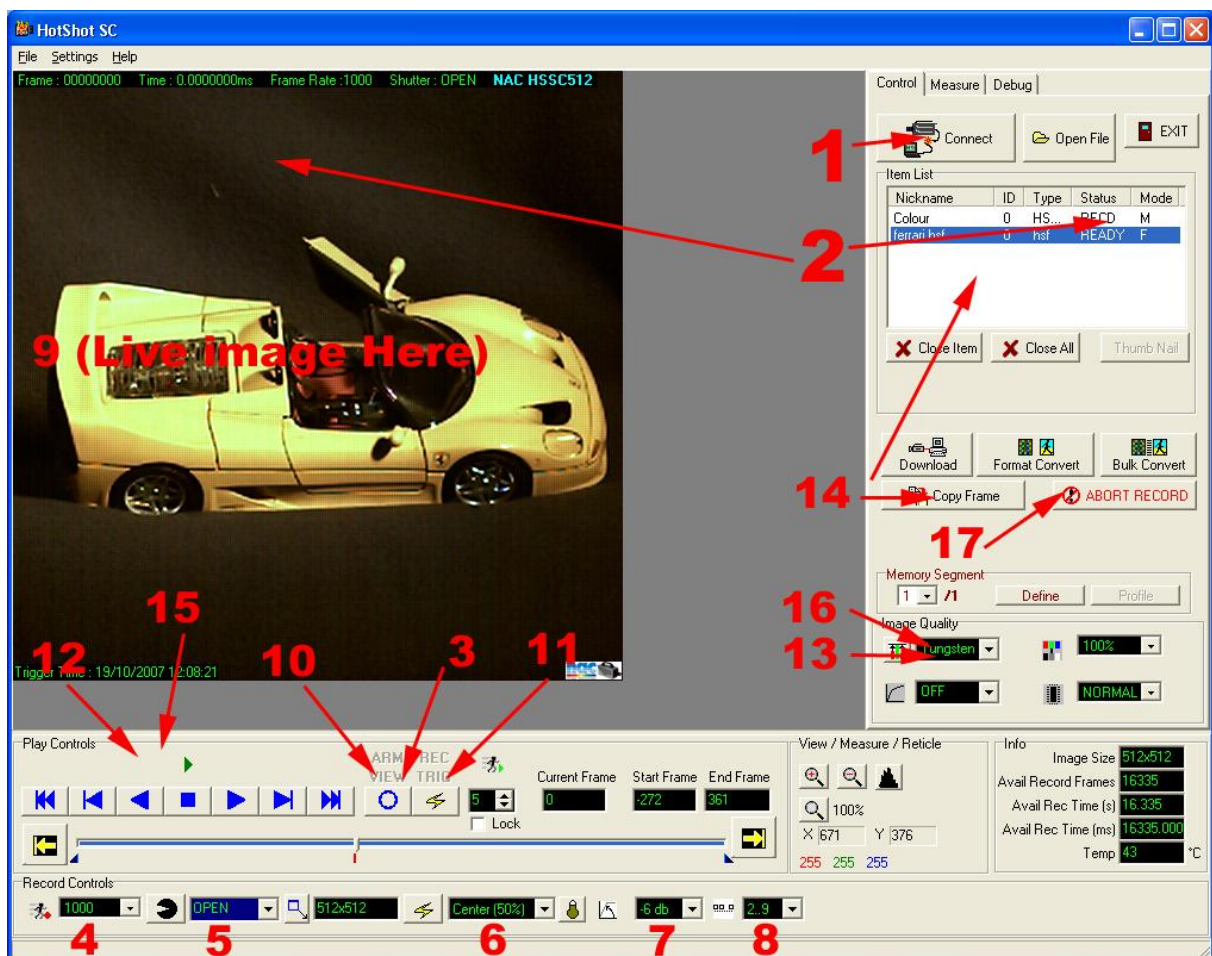 HotShot SC
File Settings Help
Frame : 00000000 Time : 0.0000000ms Frame Rate :1000 Shutter : OPEN NAC HSSC512
Control Measure Debug
1
Connect
Open File
EXIT
Item List
Nickname ID Type Status Mode
Colour 0 HS... RECD M
ferrari.hsf 0 hsf READY F
2
9 (Live image Here)
Close Item
Close All
Thumb Nail
Download
Format Convert
Bulk Convert
14
Copy Frame
ABORT RECORD
17
Memory Segment
1 /1
Define
Profile
16
Image Quality
13
Tungsten
100%
OFF
NORMAL
15
12
10
3
11
Trigger Time : 19/10/2007 12:08:21
nac
Play Controls
ARM REC
VIEW TRIG
5
Lock
Current Frame Start Frame End Frame
0 -272 361
View / Measure / Reticle
100%
X 671 Y 376
255 255 255
Info
Image Size 512x512
Avail Record Frames 16335
Avail Rec Time (s) 16.335
Avail Rec Time (ms) 16335.000
Temp 43 °C
Record Controls
1000 OPEN 512x512 Center (50%) -6 db 2..9
4 5 6 7 8